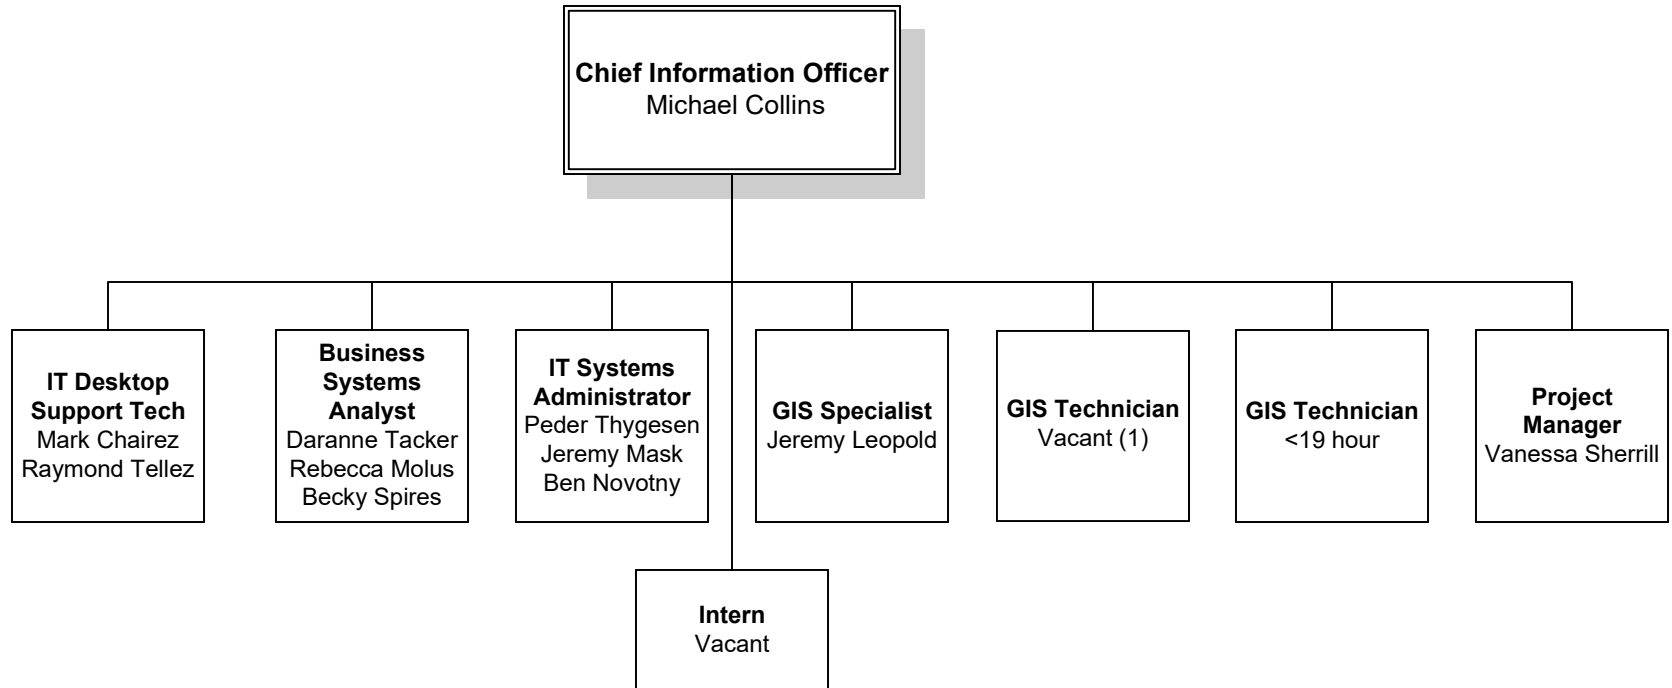 Chief Information Officer
Michael Collins
IT Desktop
Support Tech
Mark Chairez
Raymond Tellez
Business
Systems
Analyst
Daranne Tacker
Rebecca Molus
Becky Spires
IT Systems
Administrator
Peder Thygesen
Jeremy Mask
Ben Novotny
GIS Specialist
Jeremy Leopold
GIS Technician
Vacant (1)
GIS Technician
<19 hour
Project
Manager
Vanessa Sherrill
Intern
Vacant